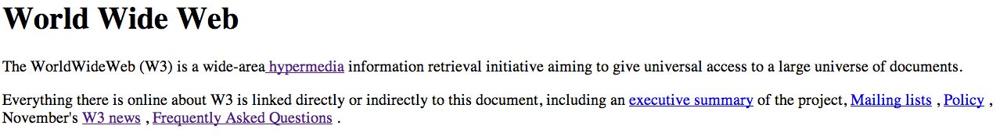 World Wide Web
The WorldWideWeb (W3) is a wide-area hypermedia information retrieval initiative aiming to give universal access to a large universe of documents.
Everything there is online about W3 is linked directly or indirectly to this document, including an executive summary of the project, Mailing lists , Policy ,
November's W3 news , Frequently Asked Questions .